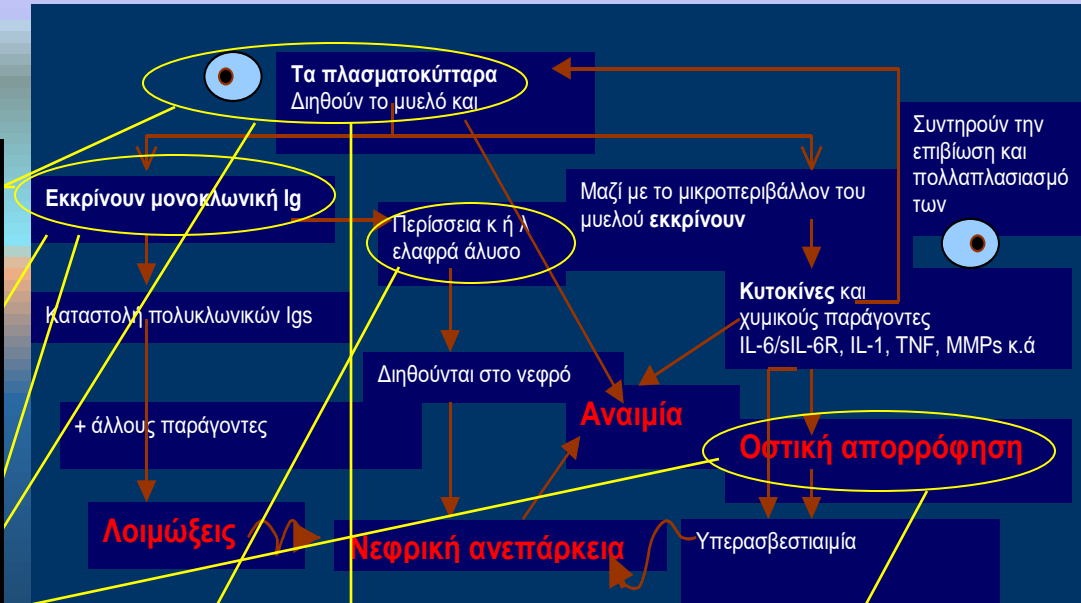 Τα πλασματοκύτταρα
Διηθούν το μυελό και
Συντηρούν την
επιβίωση και
πολλαπλασιασμό
των
Εκκρίνουν μονοκλωνική Ig
Περίσσεια κ ή λ
ελαφρά άλυσο
Μαζί με το μικροπεριβάλλον του
μυελού εκκρίνουν
Κυτοκίνες και
χυμικούς παράγοντες
IL-6/sIL-6R, IL-1, TNF, MMPs κ.ά
Καταστολή πολυκλωνικών Igs
Διηθούνται στο νεφρό
+ άλλους παράγοντες
Αναιμία
Οστική απορρόφηση
Λοιμώξεις
Νεφρική ανεπάρκεια
Υπερασβεστιαιμία